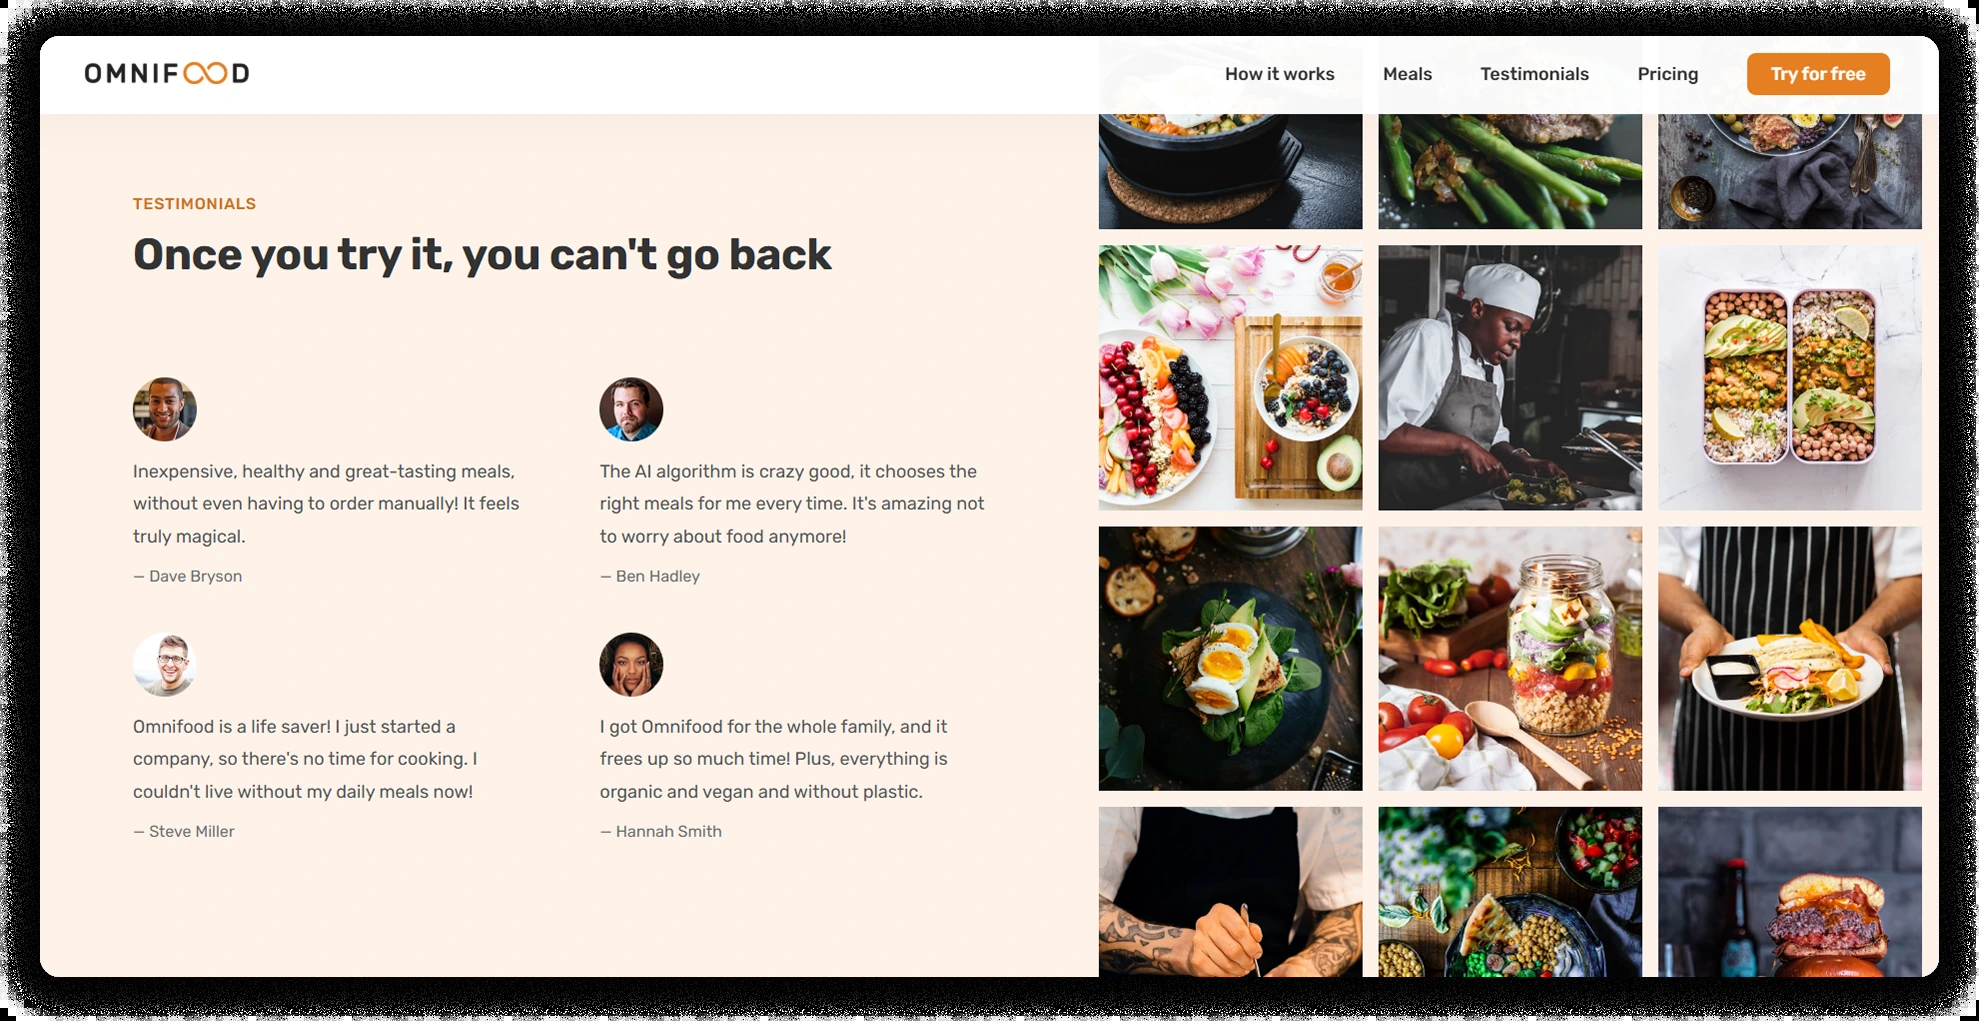 OMNIFOOD
How it works
Meals
Testimonials
Pricing
Try for free
TESTIMONIALS
Once you try it, you can't go back
Inexpensive, healthy and great-tasting meals,
without even having to order manually! It feels
truly magical.
— Dave Bryson
The AI algorithm is crazy good, it chooses the
right meals for me every time. It's amazing not
to worry about food anymore!
— Ben Hadley
Omnifood is a life saver! I just started a
company, so there's no time for cooking. I
couldn't live without my daily meals now!
— Steve Miller
I got Omnifood for the whole family, and it
frees up so much time! Plus, everything is
organic and vegan and without plastic.
— Hannah Smith